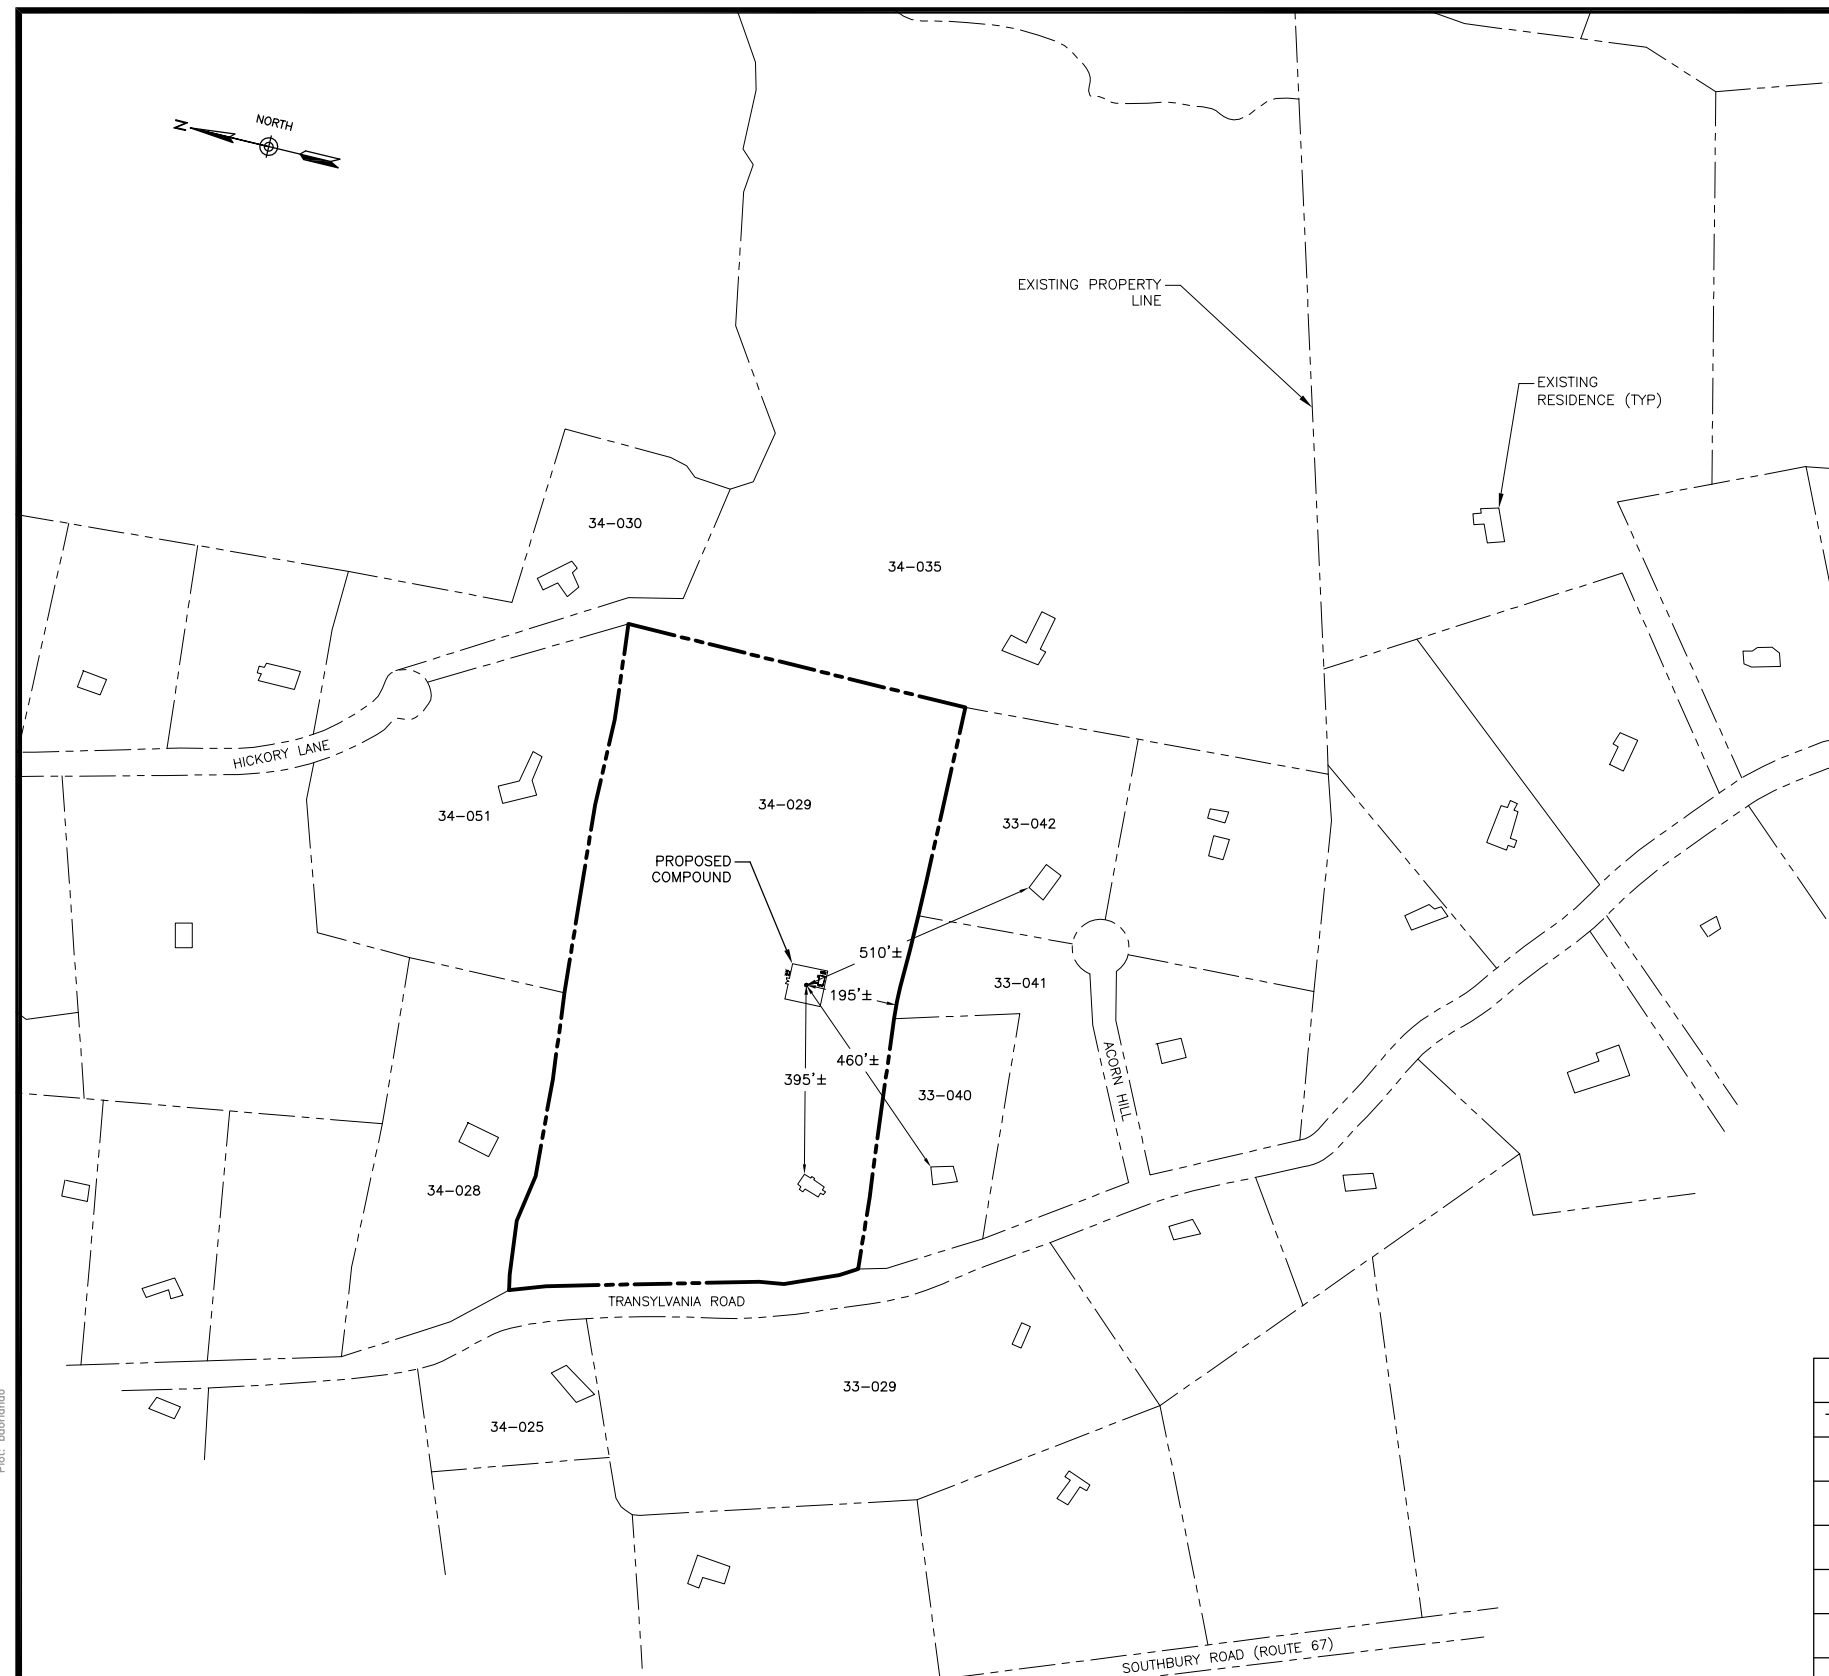 NORTH
N
EXISTING PROPERTY
LINE
EXISTING
RESIDENCE (TYP)
34-030
34-035
HICKORY LANE
34-051
34-029
33-042
PROPOSED
COMPOUND
510'±
195'±
33-041
460'±
395'±
33-040
ACORN HILL
34-028
TRANSYLVANIA ROAD
33-029
34-025
SOUTHBURY ROAD (ROUTE 67)